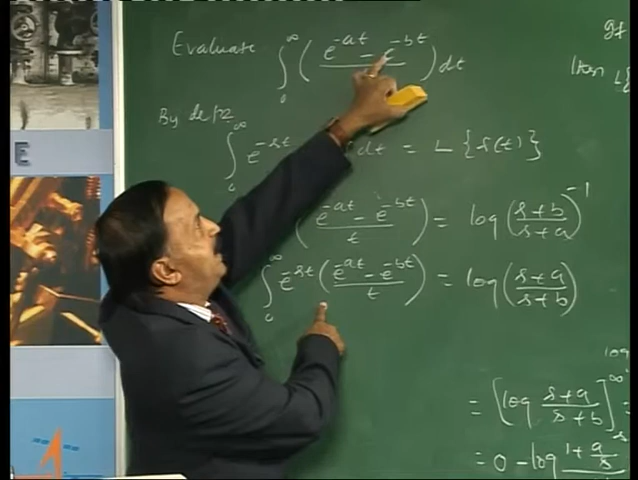 Evaluate ∫₀^∞ ( (e^{-at} - e^{-bt}) / ) dt
By defn
∫₀^∞ e^{-st} dt = L{f(t)}
( (e^{-at} - e^{-bt}) / t ) = log ( (s+b) / (s+a) )^{-1}
∫₀^∞ e^{-st} ( (e^{-at} - e^{-bt}) / t ) = log ( (s+a) / (s+b) )
= [ log (s+a) / (s+b) ]_s^∞
= 0 - log 1 + a/s
E